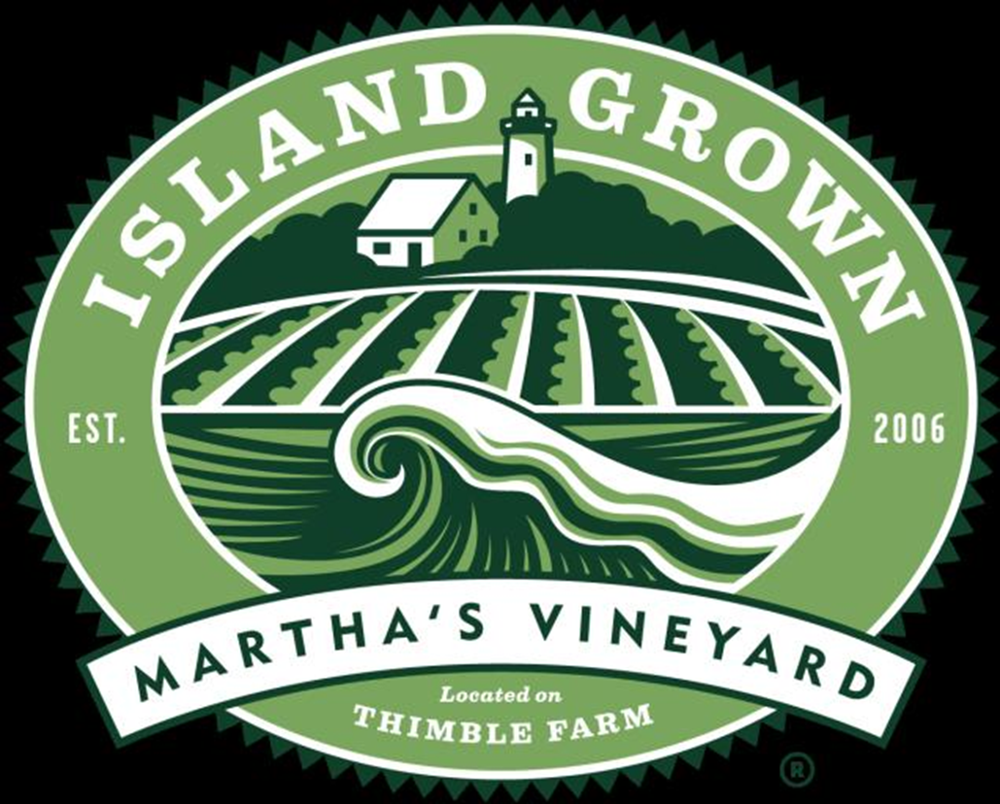 ISLAND GROWN
EST. 2006
MARTHA‘S VINEYARD
Located on
THIMBLE FARM
®